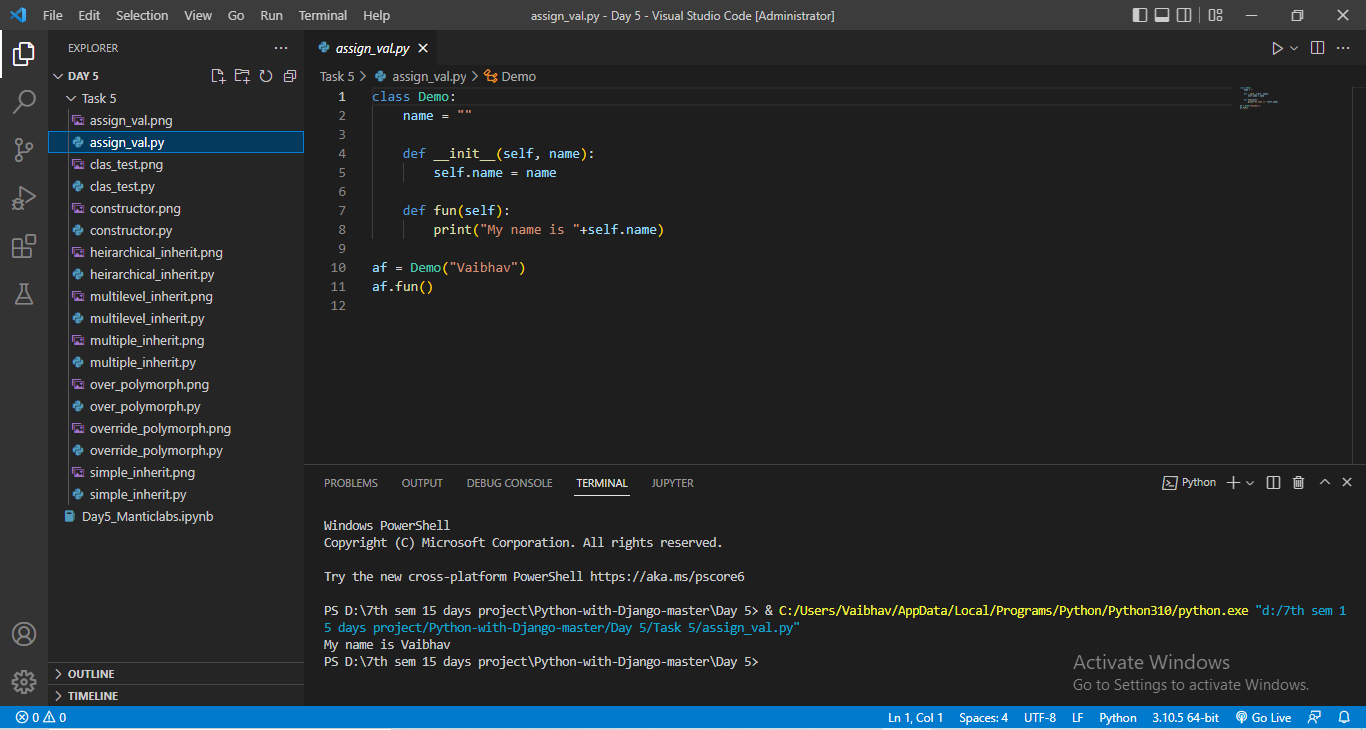 File Edit Selection View Go Run Terminal Help assign_val.py - Day 5 - Visual Studio Code [Administrator]
EXPLORER
DAY 5
Task 5
assign_val.png
assign_val.py
clas_test.png
clas_test.py
constructor.png
constructor.py
heirarchical_inherit.png
heirarchical_inherit.py
multilevel_inherit.png
multilevel_inherit.py
multiple_inherit.png
multiple_inherit.py
over_polymorph.png
over_polymorph.py
override_polymorph.png
override_polymorph.py
simple_inherit.png
simple_inherit.py
Day5_Manticlabs.ipynb
OUTLINE
TIMELINE
assign_val.py
Task 5 > assign_val.py > Demo
1 class Demo:
2     name = ""
3
4     def __init__(self, name):
5         self.name = name
6
7     def fun(self):
8         print("My name is "+self.name)
9
10 af = Demo("Vaibhav")
11 af.fun()
12
PROBLEMS OUTPUT DEBUG CONSOLE TERMINAL JUPYTER Python
Windows PowerShell
Copyright (C) Microsoft Corporation. All rights reserved.
Try the new cross-platform PowerShell https://aka.ms/pscore6
PS D:\7th sem 15 days project\Python-with-Django-master\Day 5> & C:/Users/Vaibhav/AppData/Local/Programs/Python/Python310/python.exe "d:/7th sem 1
5 days project/Python-with-Django-master/Day 5/Task 5/assign_val.py"
My name is Vaibhav
PS D:\7th sem 15 days project\Python-with-Django-master\Day 5>
Activate Windows
Go to Settings to activate Windows.
0 0 Ln 1, Col 1 Spaces: 4 UTF-8 LF Python 3.10.5 64-bit Go Live